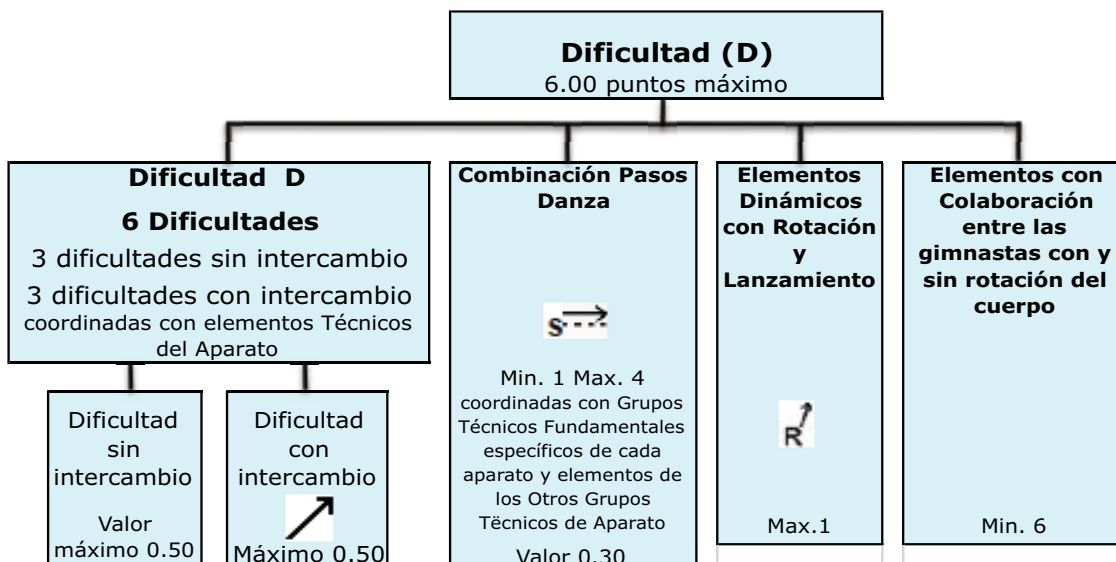 Dificultad (D)
6.00 puntos máximo
Dificultad D
6 Dificultades
3 dificultades sin intercambio
3 dificultades con intercambio
coordinadas con elementos Técnicos
del Aparato
Dificultad
sin
intercambio
Valor
máximo 0.50
Dificultad
con
intercambio
Máximo 0.50
Combinación Pasos
Danza
S
Min. 1 Max. 4
coordinadas con Grupos
Técnicos Fundamentales
específicos de cada
aparato y elementos de
los Otros Grupos
Tëcnicos de Aparato
Valor 0.30
Elementos
Dinámicos
con Rotación
y
Lanzamiento
R
Max.1
Elementos con
Colaboración
entre las
gimnastas con y
sin rotación del
cuerpo
Min. 6